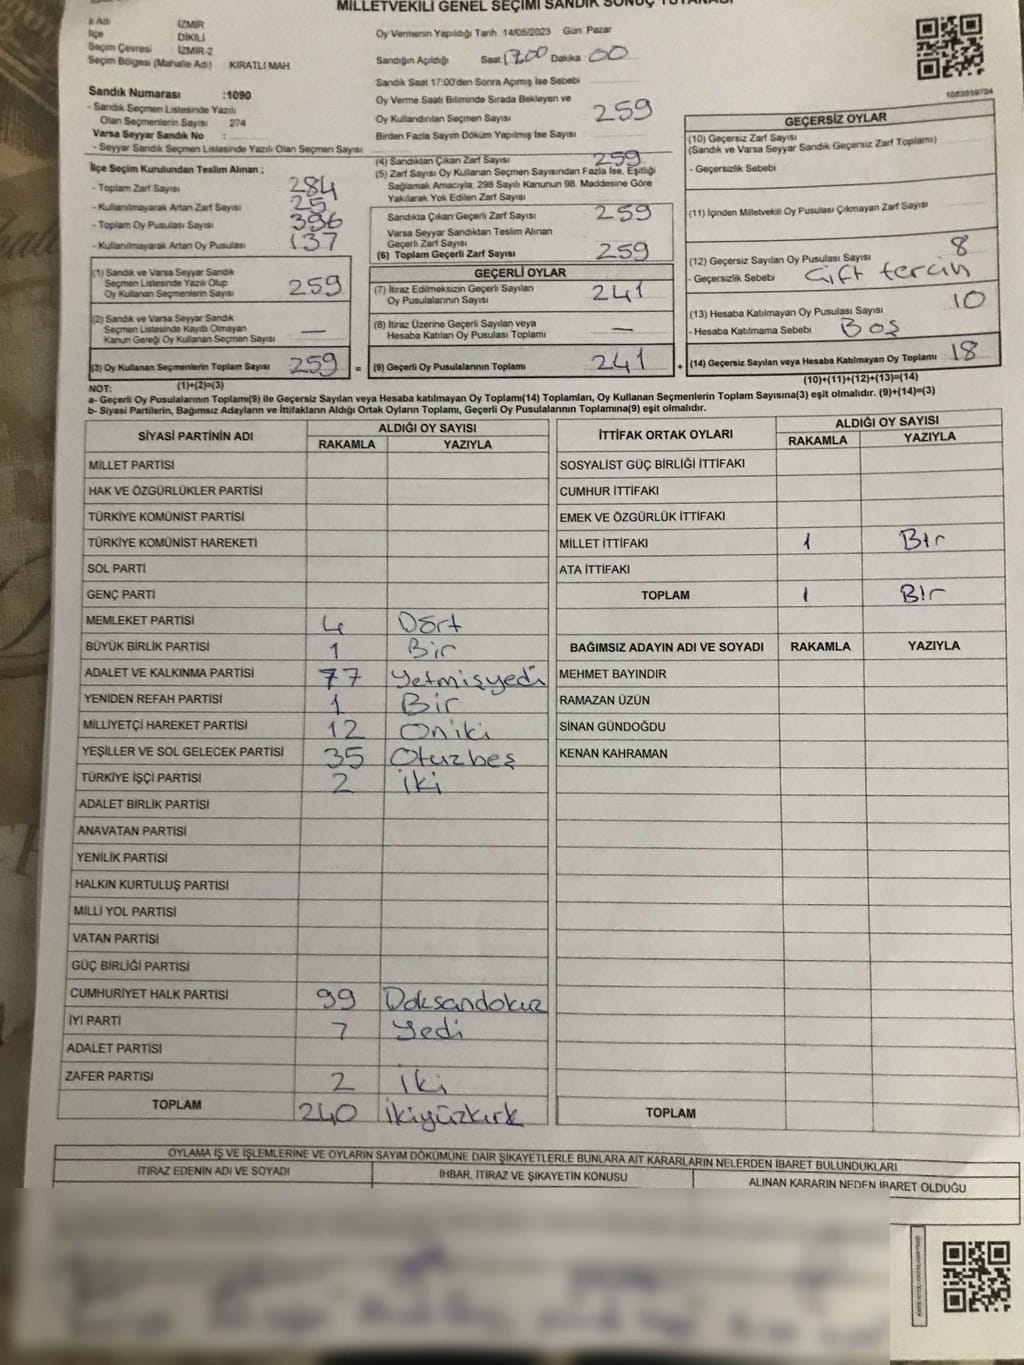 MİLLETVEKİLİ GENEL SEÇİMİ SANDIK SONUÇ TUTANAĞI
İl Adı İZMİR
İlçe DİKİLİ
Seçim Çevresi İZMİR-2
Seçim Bölgesi (Mahalle Adı) KIRATLI MAH.
Sandık Numarası :1090
- Sandık Seçmen Listesinde Yazılı
Olan Seçmenlerin Sayısı : 274
Varsa Seyyar Sandık No :
- Seyyar Sandık Seçmen Listesinde Yazılı Olan Seçmen Sayısı
İlçe Seçim Kurulundan Teslim Alınan ;
- Toplam Zarf Sayısı 284
- Kullanılmayarak Artan Zarf Sayısı 25
- Toplam Oy Pusulası Sayısı 396
- Kullanılmayarak Artan Oy Pusulası 137
(1) Sandık ve Varsa Seyyar Sandık
Seçmen Listesinde Yazılı Olup
Oy Kullanan Seçmenlerin Sayısı 259
(2) Sandık ve Varsa Seyyar Sandık
Seçmen Listesinde Kayıtlı Olmayan
Kanun Gereği Oy Kullanan Seçmen Sayısı —
(3) Oy Kullanan Seçmenlerin Toplam Sayısı 259 =
Oy Vermenin Yapıldığı Tarih :14/05/2023 Gün: Pazar
Sandığın Açıldığı Saat 17.00 Dakika 00
Sandık Saat 17:00'den Sonra Açımış İse Sebebi
Oy Verme Saati Bitiminde Sırada Bekleyen ve
Oy Kullandırılan Seçmen Sayısı 259
Birden Fazla Sayım Döküm Yapılmış İse Sayısı
(4) Sandıktan Çıkan Zarf Sayısı 259
(5) Zarf Sayısı Oy Kullanan Seçmen Sayısından Fazla İse, Eşitliği
Sağlamak Amacıyla; 298 Sayılı Kanunun 98. Maddesine Göre
Yakılarak Yok Edilen Zarf Sayısı
Sandıkta Çıkan Geçerli Zarf Sayısı 259
Varsa Seyyar Sandıktan Teslim Alınan
Geçerli Zarf Sayısı
(6) Toplam Geçerli Zarf Sayısı 259
GEÇERLİ OYLAR
(7) İtiraz Edilmeksizin Geçerli Sayılan
Oy Pusulalarının Sayısı 241
(8) İtiraz Üzerine Geçerli Sayılan veya
Hesaba Katılan Oy Pusulası Toplamı —
(9) Geçerli Oy Pusulalarının Toplamı 241 +
1083859704
GEÇERSİZ OYLAR
(10) Geçersiz Zarf Sayısı
(Sandık ve Varsa Seyyar Sandık Geçersiz Zarf Toplamı)
- Geçersizlik Sebebi
(11) İçinden Milletvekili Oy Pusulası Çıkmayan Zarf Sayısı
(12) Geçersiz Sayılan Oy Pusulası Sayısı 8
- Geçersizlik Sebebi Çift tercih
(13) Hesaba Katılmayan Oy Pusulası Sayısı 10
- Hesaba Katılmama Sebebi Boş
(14) Geçersiz Sayılan veya Hesaba Katılmayan Oy Toplamı 18
NOT: (1)+(2)=(3) (10)+(11)+(12)+(13)=(14)
a- Geçerli Oy Pusulalarının Toplamı(9) ile Geçersiz Sayılan veya Hesaba katılmayan Oy Toplamı(14) Toplamları, Oy Kullanan Seçmenlerin Toplam Sayısına(3) eşit olmalıdır. (9)+(14)=(3)
b- Siyasi Partilerin, Bağımsız Adayların ve İttifakların Aldığı Ortak Oyların Toplamı, Geçerli Oy Pusulalarının Toplamına(9) eşit olmalıdır.
SİYASİ PARTİNİN ADI ALDIĞI OY SAYISI
RAKAMLA YAZIYLA
MİLLET PARTİSİ
HAK VE ÖZGÜRLÜKLER PARTİSİ
TÜRKİYE KOMÜNİST PARTİSİ
TÜRKİYE KOMÜNİST HAREKETİ
SOL PARTİ
GENÇ PARTİ
MEMLEKET PARTİSİ 4 Dört
BÜYÜK BİRLİK PARTİSİ 1 Bir
ADALET VE KALKINMA PARTİSİ 77 Yetmişyedi
YENİDEN REFAH PARTİSİ 1 Bir
MİLLİYETÇİ HAREKET PARTİSİ 12 Oniki
YEŞİLLER VE SOL GELECEK PARTİSİ 35 Otuzbeş
TÜRKİYE İŞÇİ PARTİSİ 2 İki
ADALET BİRLİK PARTİSİ
ANAVATAN PARTİSİ
YENİLİK PARTİSİ
HALKIN KURTULUŞ PARTİSİ
MİLLİ YOL PARTİSİ
VATAN PARTİSİ
GÜÇ BİRLİĞİ PARTİSİ
CUMHURİYET HALK PARTİSİ 99 Doksandokuz
İYİ PARTİ 7 Yedi
ADALET PARTİSİ
ZAFER PARTİSİ 2 İki
TOPLAM 240 İkiyüzkırk
İTTİFAK ORTAK OYLARI ALDIĞI OY SAYISI
RAKAMLA YAZIYLA
SOSYALİST GÜÇ BİRLİĞİ İTTİFAKI
CUMHUR İTTİFAKI
EMEK VE ÖZGÜRLÜK İTTİFAKI
MİLLET İTTİFAKI 1 Bir
ATA İTTİFAKI
TOPLAM 1 Bir
BAĞIMSIZ ADAYIN ADI VE SOYADI RAKAMLA YAZIYLA
MEHMET BAYINDIR
RAMAZAN ÜZÜN
SİNAN GÜNDOĞDU
KENAN KAHRAMAN
TOPLAM
OYLAMA İŞ VE İŞLEMLERİNE VE OYLARIN SAYIM DÖKÜMÜNE DAİR ŞİKAYETLERLE BUNLARA AİT KARARLARIN NELERDEN İBARET BULUNDUKLARI
İTİRAZ EDENİN ADI VE SOYADI İHBAR, İTİRAZ VE ŞİKAYETİN KONUSU ALINAN KARARIN NEDEN İBARET OLDUĞU